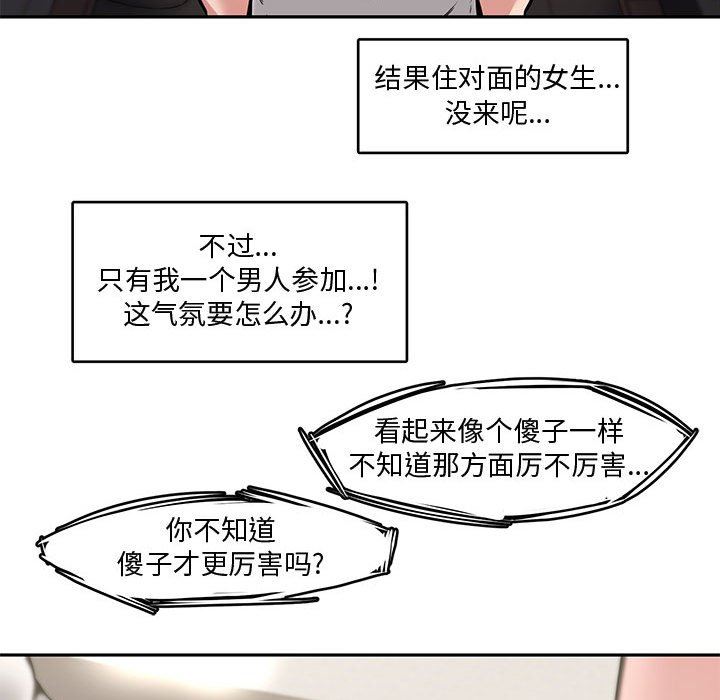 结果住对面的女生...
没来呢...
不过...
只有我一个男人参加...!
这气氛要怎么办...?
看起来像个傻子一样
不知道那方面厉不厉害...
你不知道
傻子才更厉害吗?